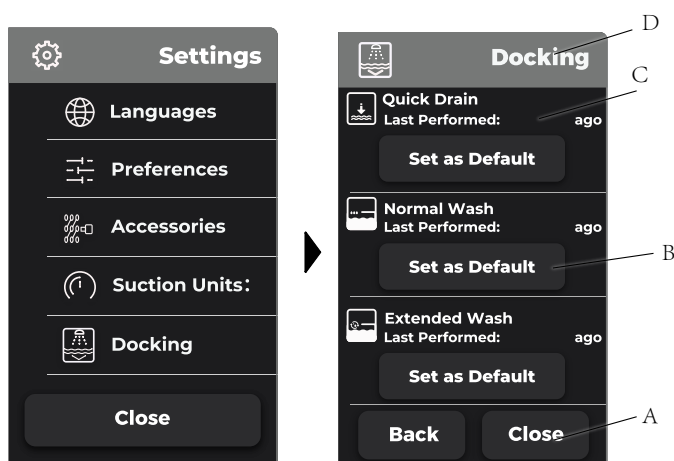 Settings
Languages
Preferences
Accessories
Suction Units:
Docking
Close
D
Docking
C
Quick Drain
Last Performed: ago
Set as Default
Normal Wash
Last Performed: ago
B
Set as Default
Extended Wash
Last Performed: ago
Set as Default
A
Back
Close